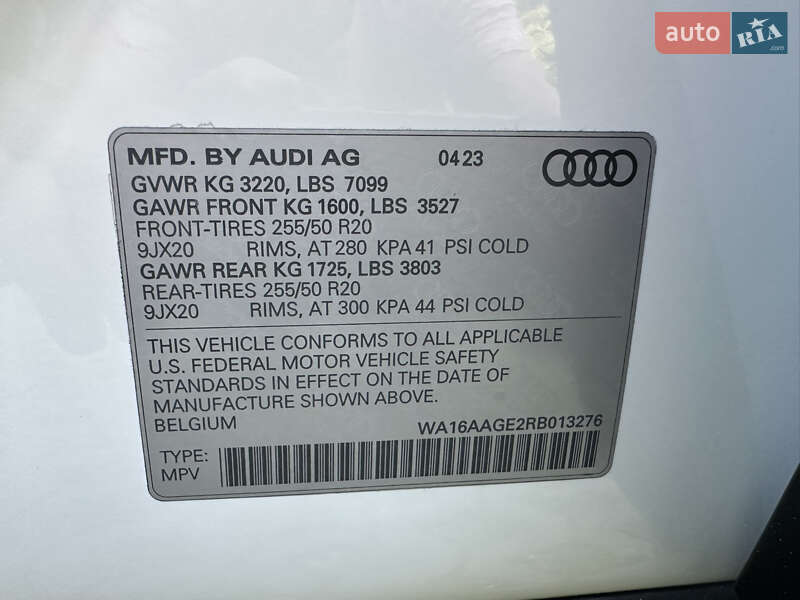 auto RIA.com
MFD. BY AUDI AG 04 23
GVWR KG 3220, LBS 7099
GAWR FRONT KG 1600, LBS 3527
FRONT-TIRES 255/50 R20
9JX20 RIMS, AT 280 KPA 41 PSI COLD
GAWR REAR KG 1725, LBS 3803
REAR-TIRES 255/50 R20
9JX20 RIMS, AT 300 KPA 44 PSI COLD
THIS VEHICLE CONFORMS TO ALL APPLICABLE
U.S. FEDERAL MOTOR VEHICLE SAFETY
STANDARDS IN EFFECT ON THE DATE OF
MANUFACTURE SHOWN ABOVE.
BELGIUM WA16AAGE2RB013276
TYPE:
MPV